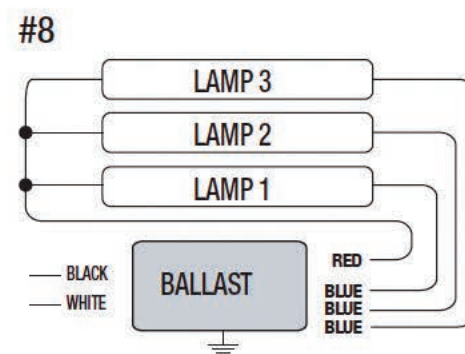 #8
LAMP 3
LAMP 2
LAMP 1
BLACK
WHITE
BALLAST
RED
BLUE
BLUE
BLUE